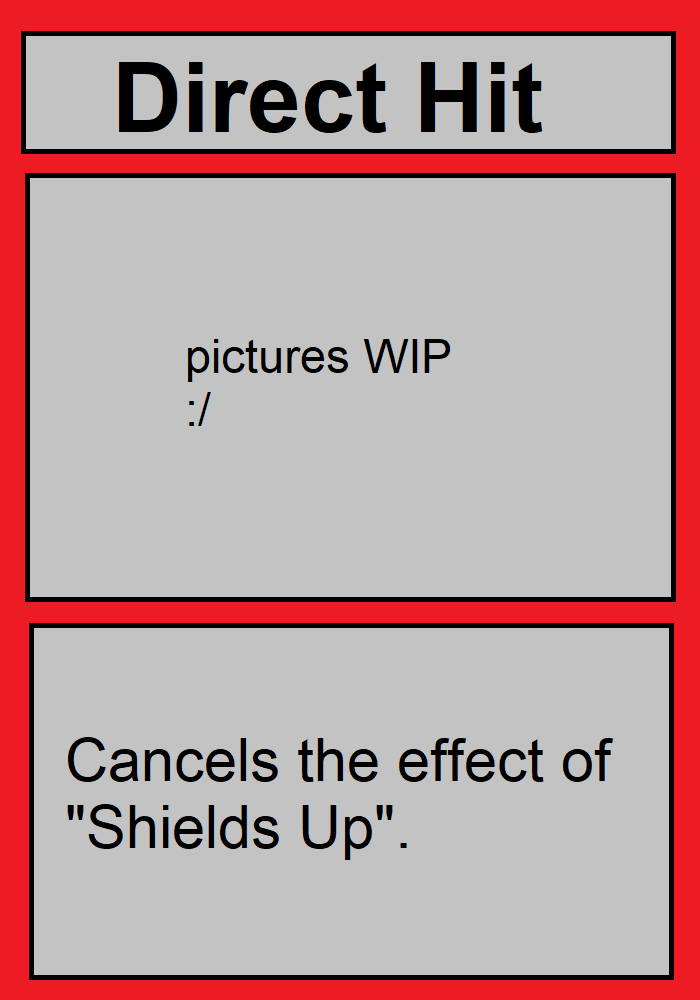 Direct Hit
pictures WIP
:/
Cancels the effect of
"Shields Up".